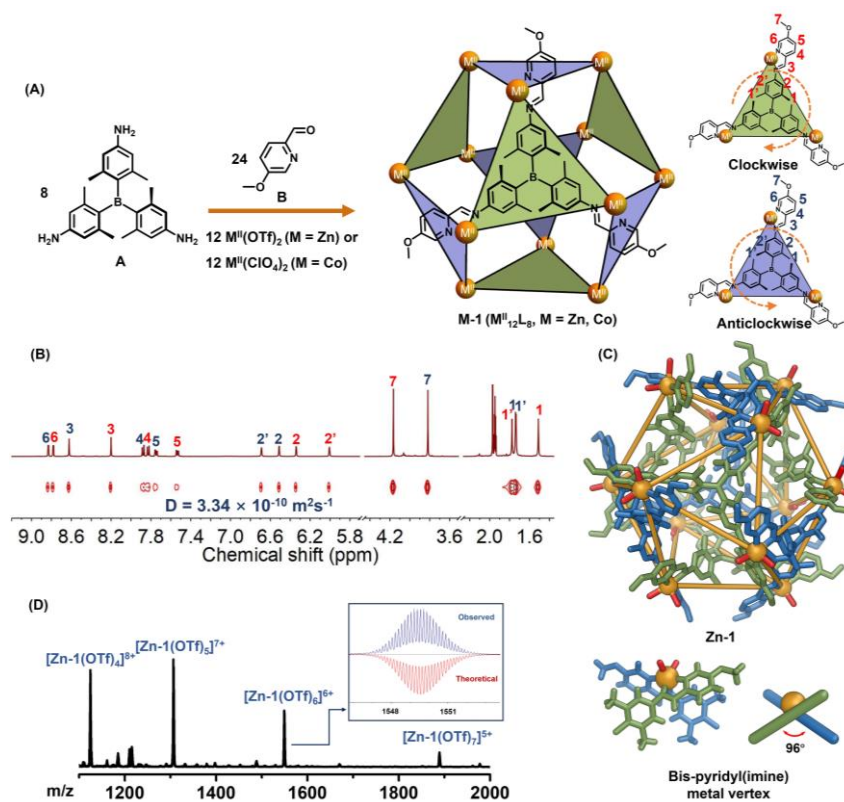 (A)
8
NH₂
B
H₂N
NH₂
A
24
O
N
O
B
12 Mᴵᴵ(OTf)₂ (M = Zn) or
12 Mᴵᴵ(ClO₄)₂ (M = Co)
Mᴵᴵ
O
N
B
M-1 (Mᴵᴵ₁₂L₈, M = Zn, Co)
7
6
5
4
3
2' 2
1' 1
Clockwise
7
6
5
4
3
2' 2
1' 1
Anticlockwise
(B)
6 6 3 3 4 4 5 5 2' 2 2 2' 7 7 1' 11' 1
D = 3.34 × 10⁻¹⁰ m²s⁻¹
9.0 8.6 8.2 7.8 7.4 7.0 6.6 6.2 5.8 4.2 3.6 2.0 1.6
Chemical shift (ppm)
(C)
Zn-1
96°
Bis-pyridyl(imine)
metal vertex
(D)
[Zn-1(OTf)₄]⁸⁺
[Zn-1(OTf)₅]⁷⁺
[Zn-1(OTf)₆]⁶⁺
[Zn-1(OTf)₇]⁵⁺
Observed
Theoretical
1548 1551
m/z 1200 1400 1600 1800 2000